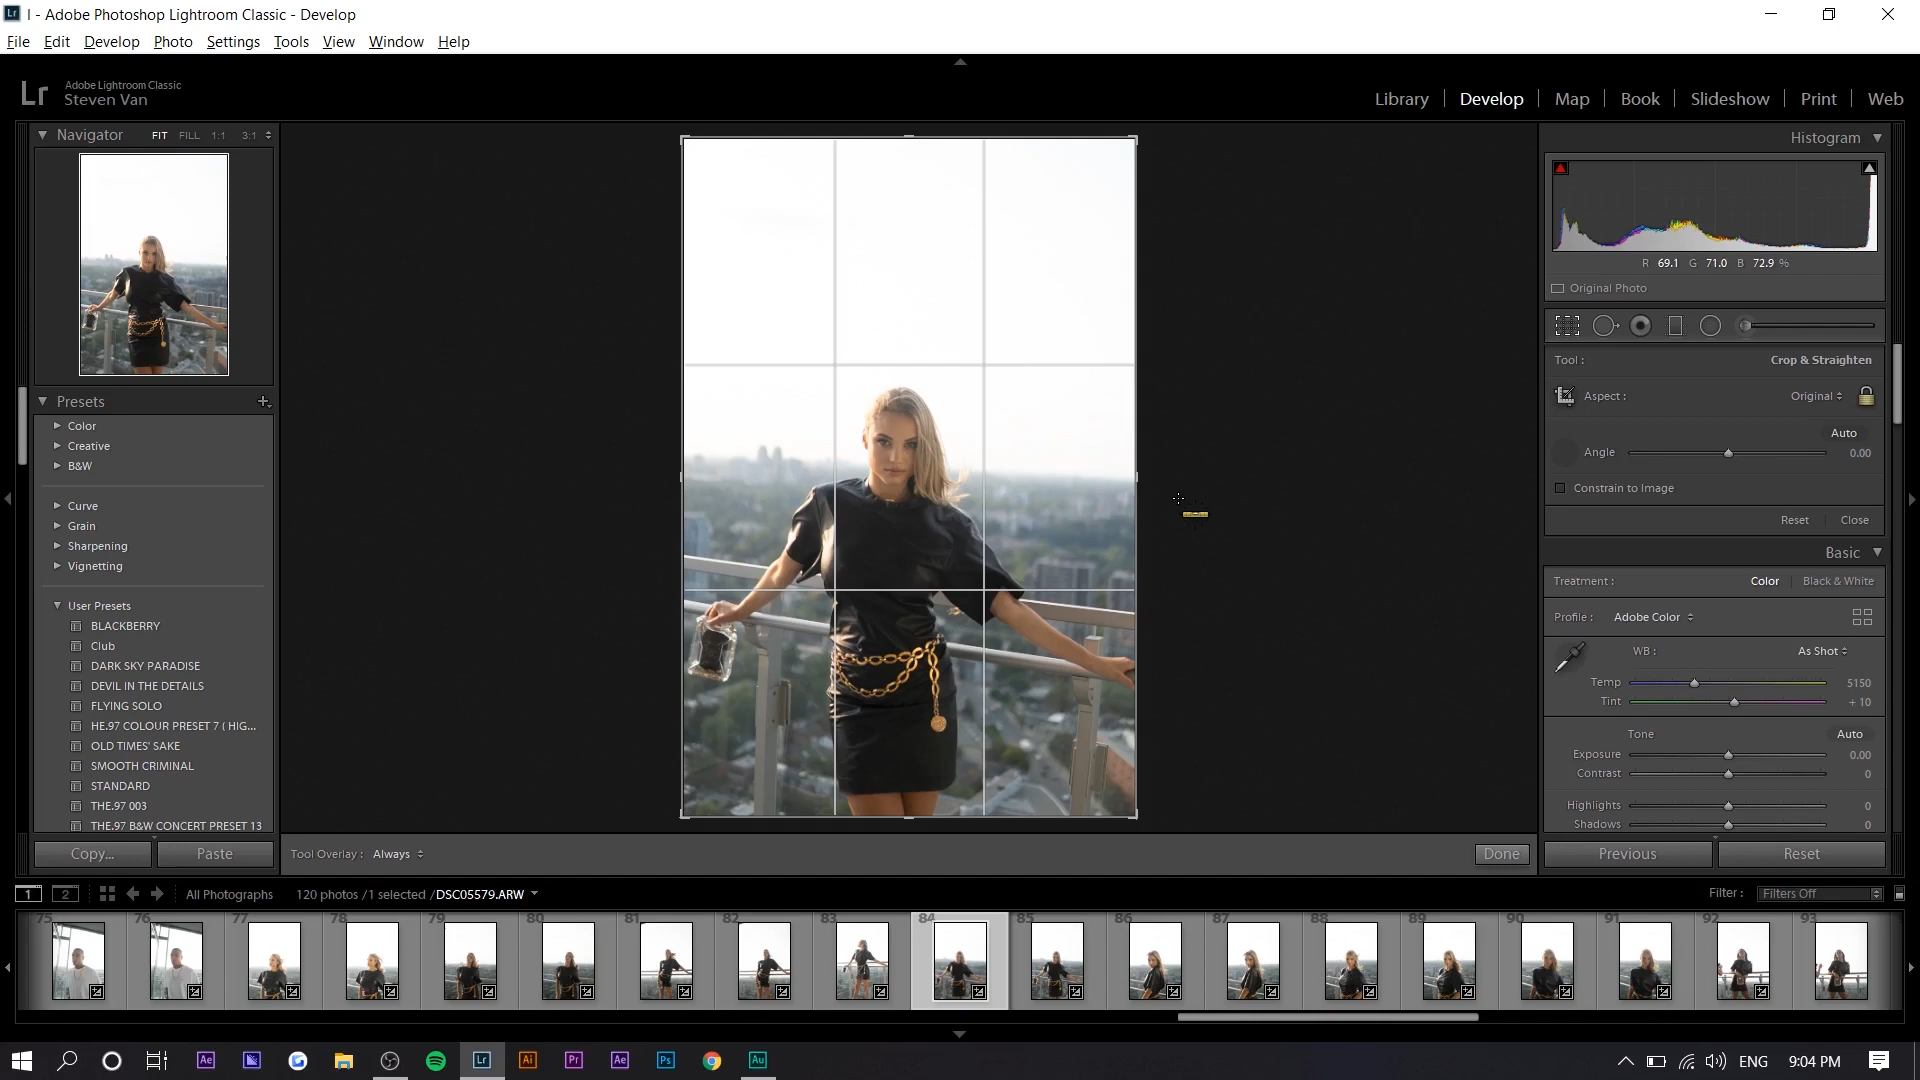 I - Adobe Photoshop Lightroom Classic - Develop
File Edit Develop Photo Settings Tools View Window Help
Lr Adobe Lightroom Classic
Steven Van
Library Develop Map Book Slideshow Print Web
Navigator FIT FILL 1:1 3:1
Presets
Color
Creative
B&W
Curve
Grain
Sharpening
Vignetting
User Presets
BLACKBERRY
Club
DARK SKY PARADISE
DEVIL IN THE DETAILS
FLYING SOLO
HE.97 COLOUR PRESET 7 ( HIG...
OLD TIMES' SAKE
SMOOTH CRIMINAL
STANDARD
THE.97 003
THE.97 B&W CONCERT PRESET 13
Copy... Paste
Tool Overlay : Always
Done
Histogram
R 69.1 G 71.0 B 72.9 %
Original Photo
Tool : Crop & Straighten
Aspect : Original
Auto
Angle 0.00
Constrain to Image
Reset Close
Basic
Treatment : Color Black & White
Profile : Adobe Color
WB : As Shot
Temp 5150
Tint + 10
Tone Auto
Exposure 0.00
Contrast 0
Highlights 0
Shadows 0
Previous Reset
1 2 All Photographs 120 photos /1 selected /DSC05579.ARW
Filter : Filters Off
75 76 77 78 79 80 81 82 83 84 85 86 87 88 89 90 91 92 93
Ae Lr Ai Pr Ae Ps Au
ENG 9:04 PM